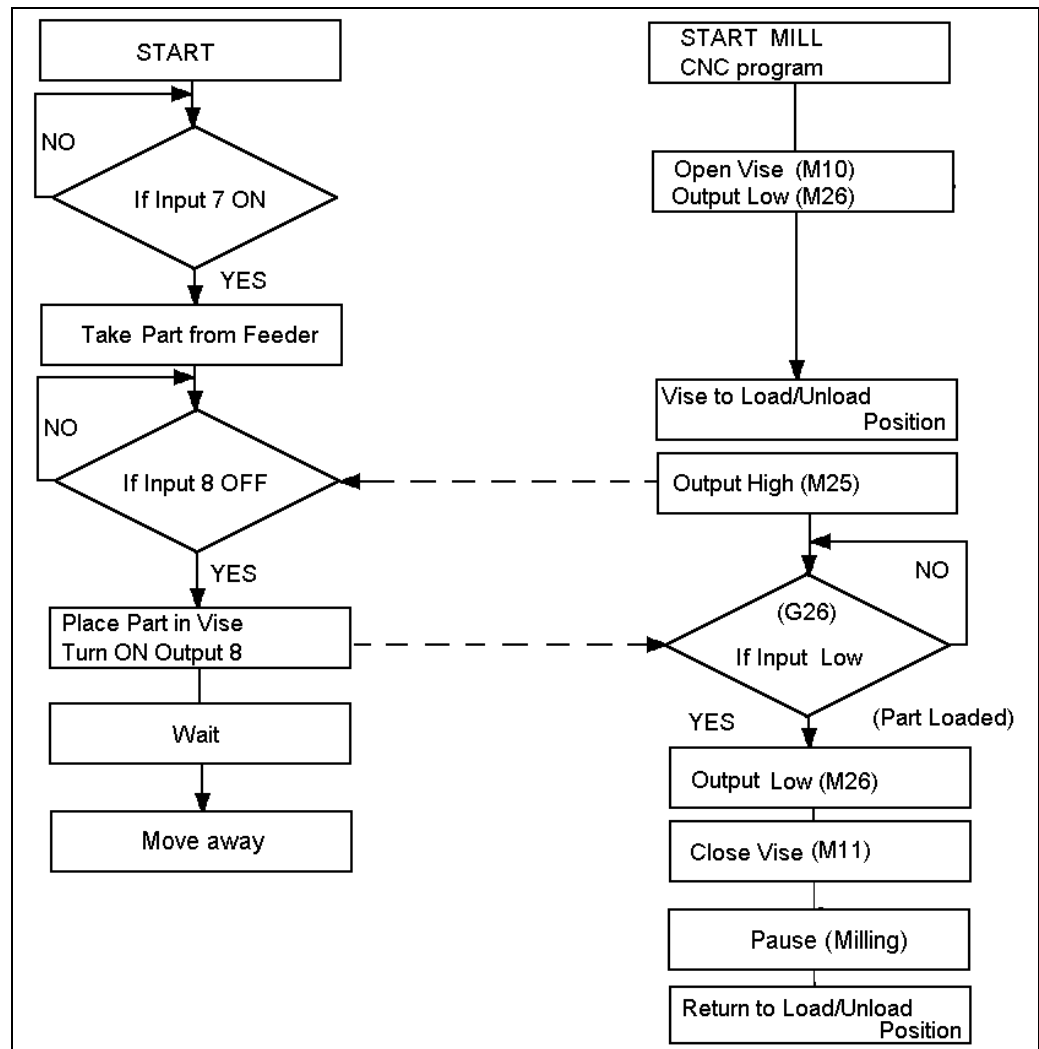 START
NO
If Input 7 ON
YES
Take Part from Feeder
NO
If Input 8 OFF
YES
Place Part in Vise
Turn ON Output 8
Wait
Move away
START MILL
CNC program
Open Vise (M10)
Output Low (M26)
Vise to Load/Unload
Position
Output High (M25)
NO
(G26)
If Input Low
YES
(Part Loaded)
Output Low (M26)
Close Vise (M11)
Pause (Milling)
Return to Load/Unload
Position